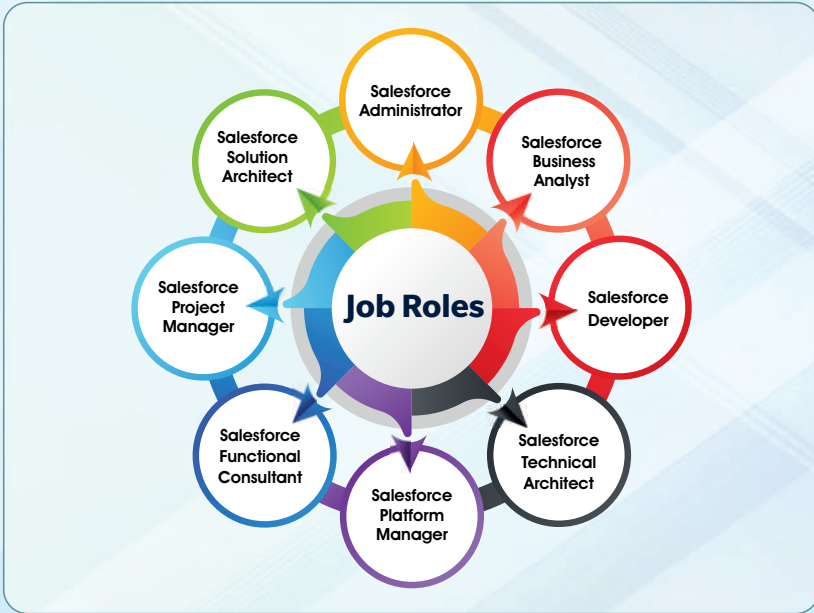 Salesforce
Administrator
Salesforce
Business
Analyst
Salesforce
Developer
Salesforce
Technical
Architect
Salesforce
Platform
Manager
Salesforce
Functional
Consultant
Salesforce
Project
Manager
Salesforce
Solution
Architect
Job Roles